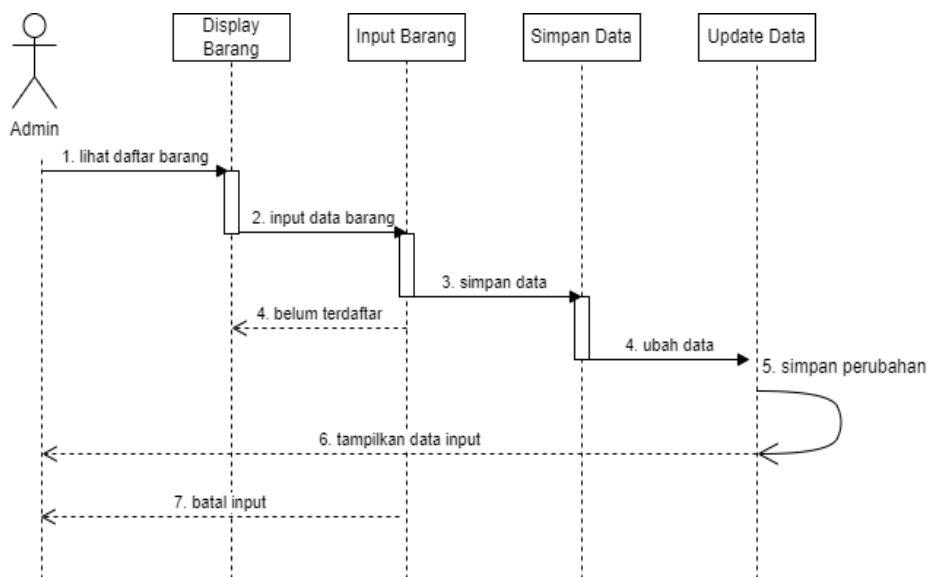 Display
Barang
Input Barang
Simpan Data
Update Data
Admin
1. lihat daftar barang
2. input data barang
3. simpan data
4. belum terdaftar
4. ubah data
5. simpan perubahan
6. tampilkan data input
7. batal input